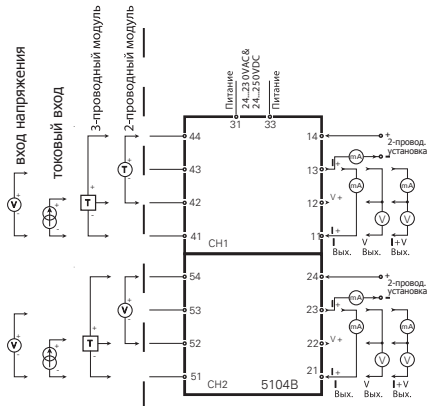 вход напряжения
токовый вход
3-проводный модуль
2-проводный модуль
Питание
24...230VAC&
24...250VDC
Питание
31
33
44
43
42
41
CH1
14
13
12
11
+
2-провод.
установка
-
mA
I +
mA
mA
V +
V
V
I +
I
Вых.
V
Вых.
I+V
Вых.
V
+
-
+
-
T
+
-
T
+
-
54
53
52
51
CH2
5104B
24
23
22
21
+
2-провод.
установка
-
mA
I +
mA
mA
V +
V
V
I +
I
Вых.
V
Вых.
I+V
Вых.
V
+
-
+
-
T
+
-
V
+
-